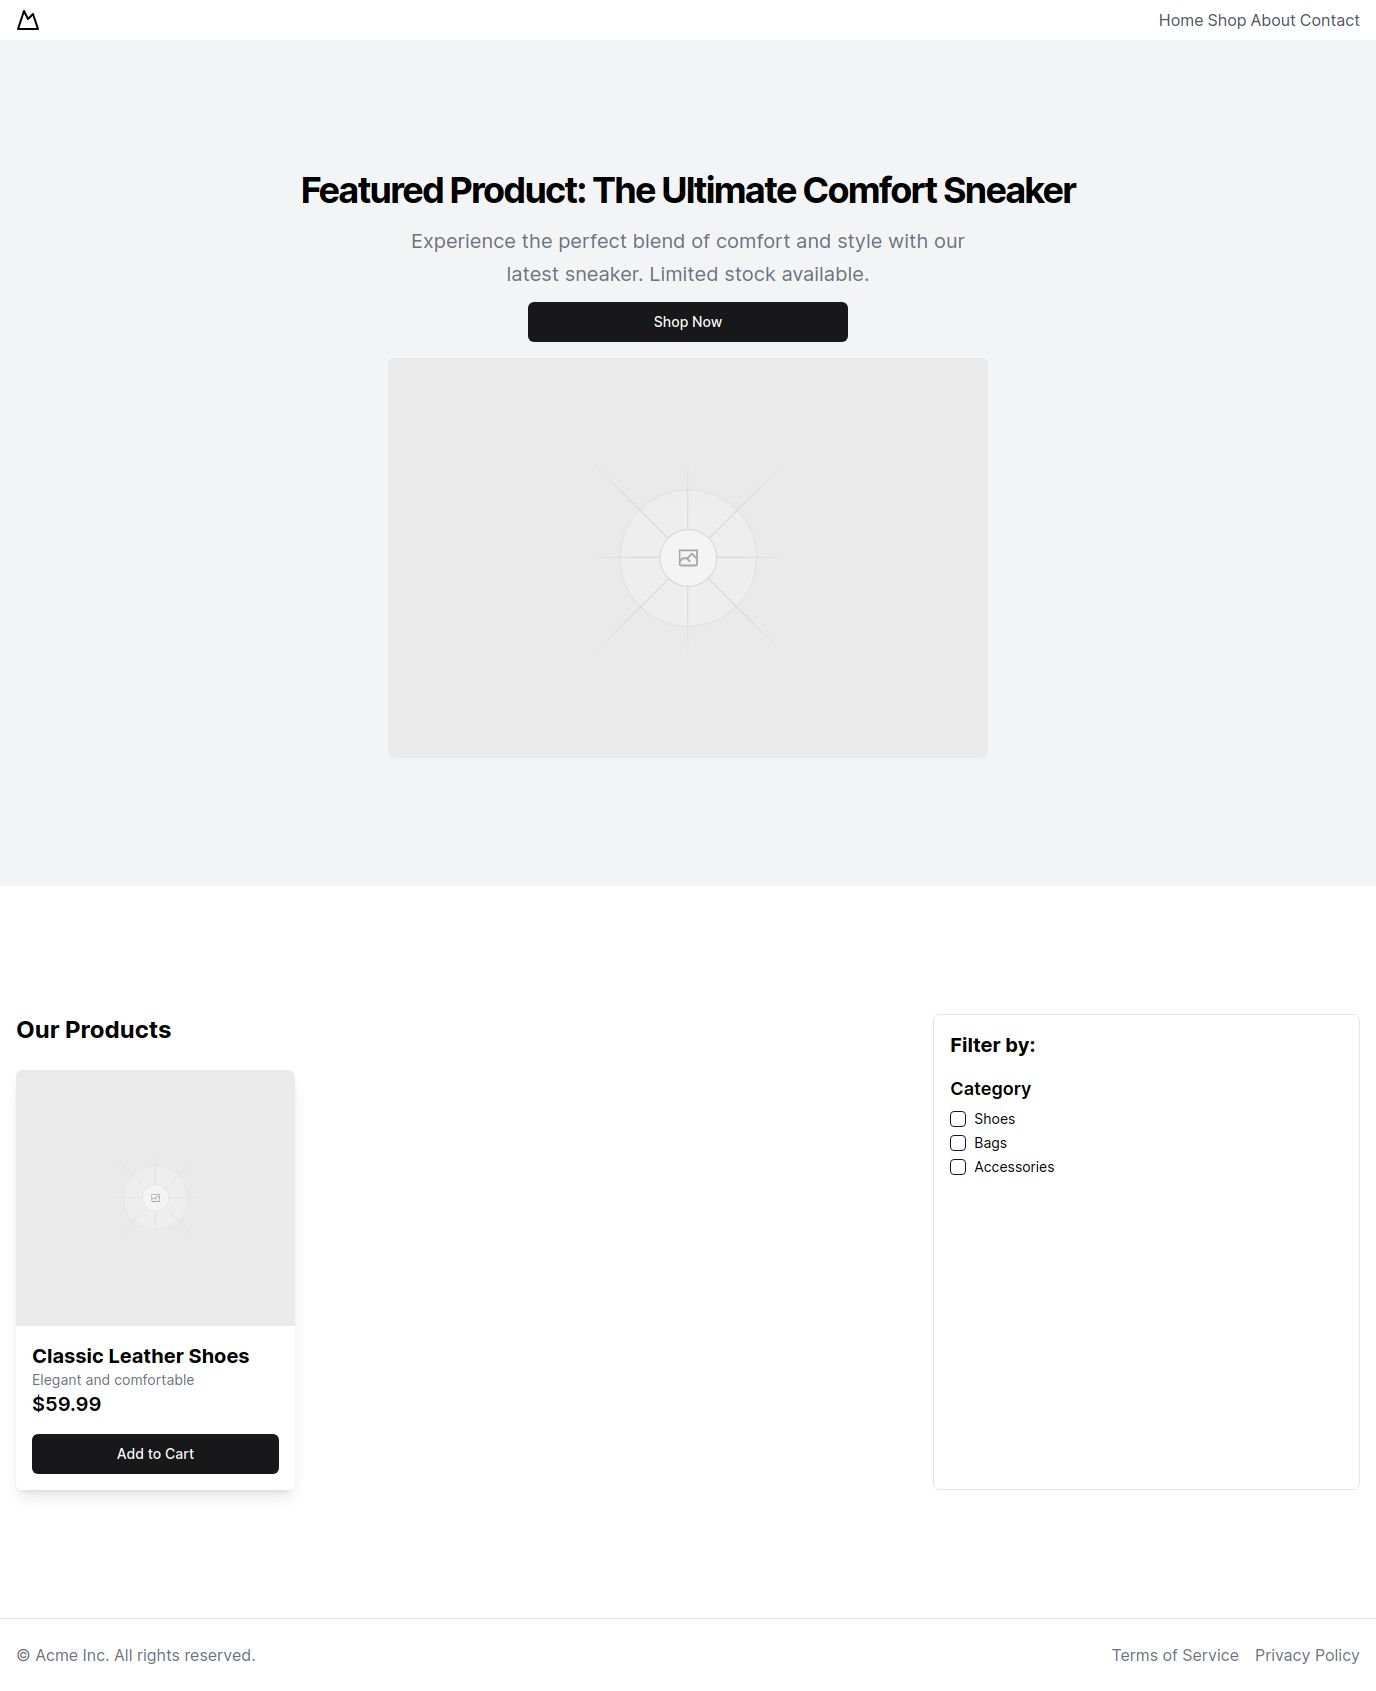 Home Shop About Contact
Featured Product: The Ultimate Comfort Sneaker
Experience the perfect blend of comfort and style with our
latest sneaker. Limited stock available.
Shop Now
Our Products
Classic Leather Shoes
Elegant and comfortable
$59.99
Add to Cart
Filter by:
Category
Shoes
Bags
Accessories
© Acme Inc. All rights reserved.
Terms of Service Privacy Policy